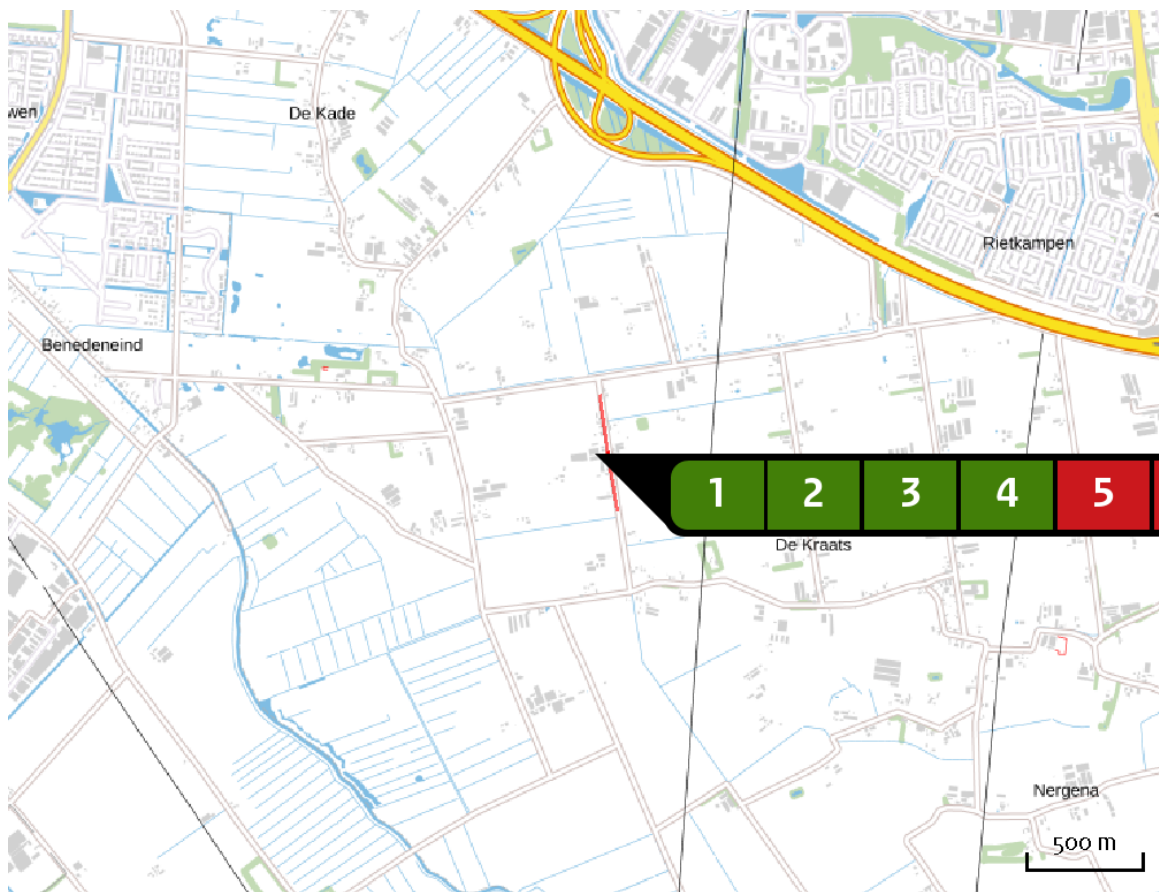 wen
De Kade
Rietkampen
Benedeneind
1 2 3 4 5
De Kraats
Nergena
500 m